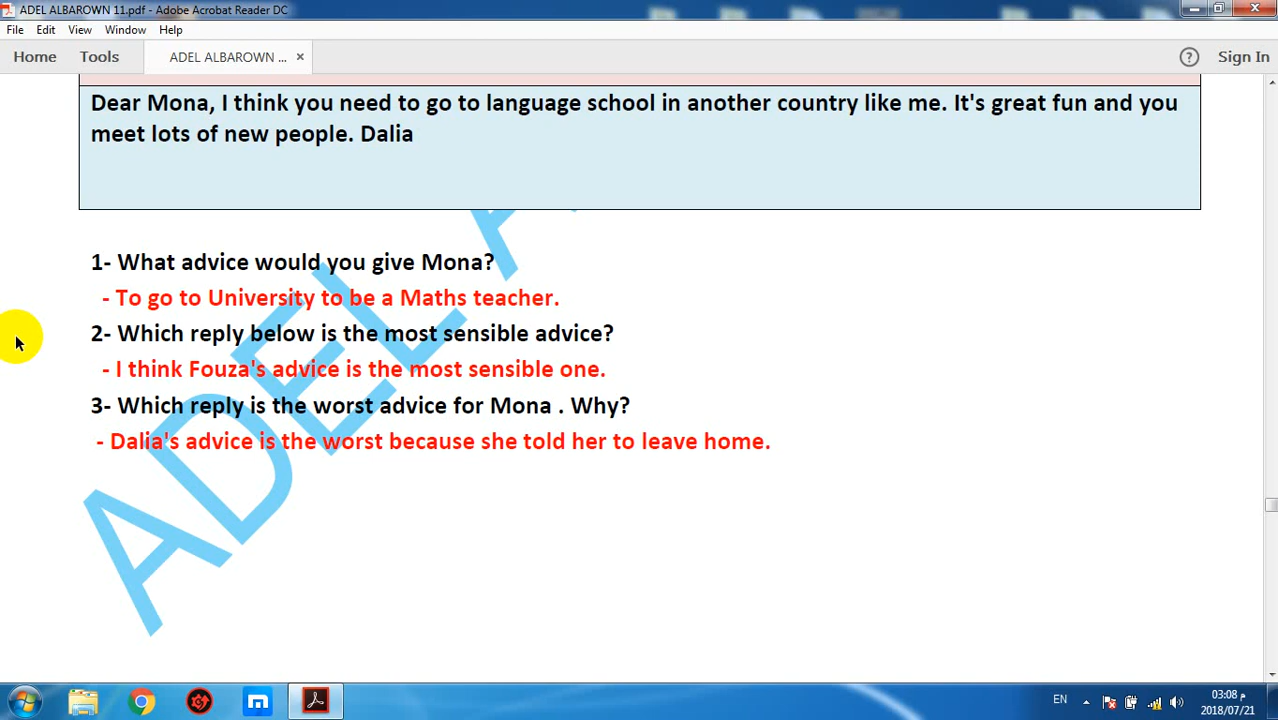 ADEL ALBAROWN 11.pdf - Adobe Acrobat Reader DC
File Edit View Window Help
Home Tools ADEL ALBAROWN ... × ? Sign In
Dear Mona, I think you need to go to language school in another country like me. It's great fun and you
meet lots of new people. Dalia
1- What advice would you give Mona?
- To go to University to be a Maths teacher.
2- Which reply below is the most sensible advice?
- I think Fouza's advice is the most sensible one.
3- Which reply is the worst advice for Mona . Why?
- Dalia's advice is the worst because she told her to leave home.
ADEL A
EN 03:08 م
2018/07/21